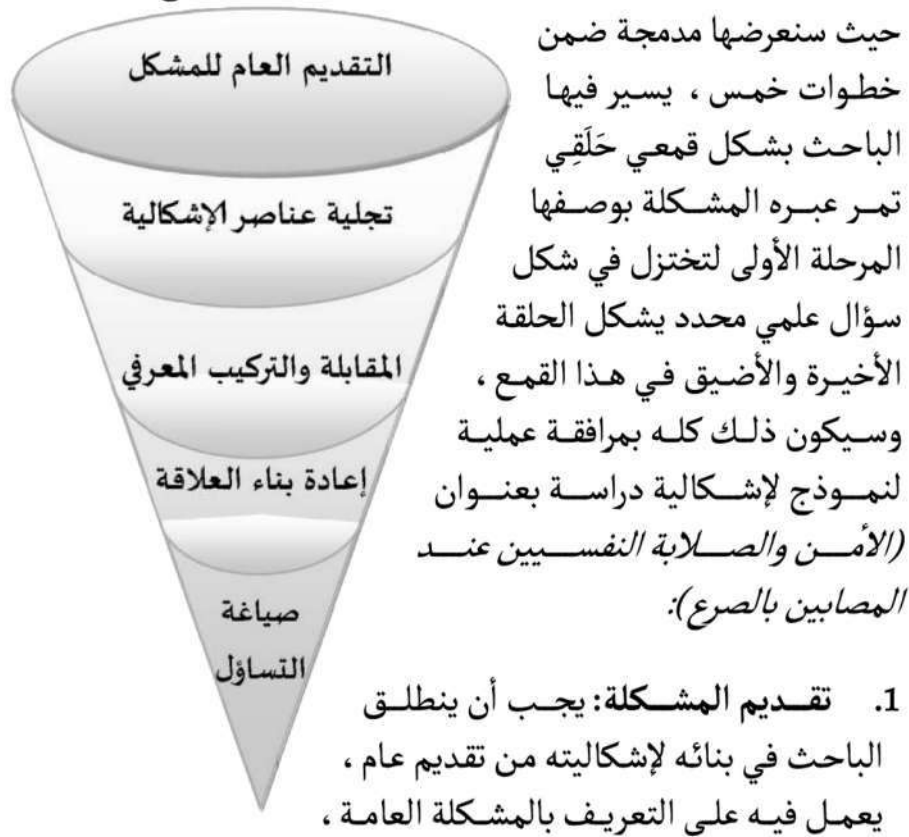 التقديم العام للمشكل
تجلية عناصر الإشكالية
المقابلة والتركيب المعرفي
إعادة بناء العلاقة
صياغة
التساؤل
حيث سنعرضها مدمجة ضمن
خطوات خمس ، يسير فيها
الباحث بشكل قمعي حَلَقِي
تمر عبره المشكلة بوصفها
المرحلة الأولى لتختزل في شكل
سؤال علمي محدد يشكل الحلقة
الأخيرة والأضيق في هذا القمع ،
وسيكون ذلك كله بمرافقة عملية
لنموذج لإشكالية دراسة بعنوان
(الأمن والصلابة النفسيين عند
المصابين بالصرع):
1. تقديم المشكلة: يجب أن ينطلق
الباحث في بنائه لإشكاليته من تقديم عام ،
يعمل فيه على التعريف بالمشكلة العامة ،